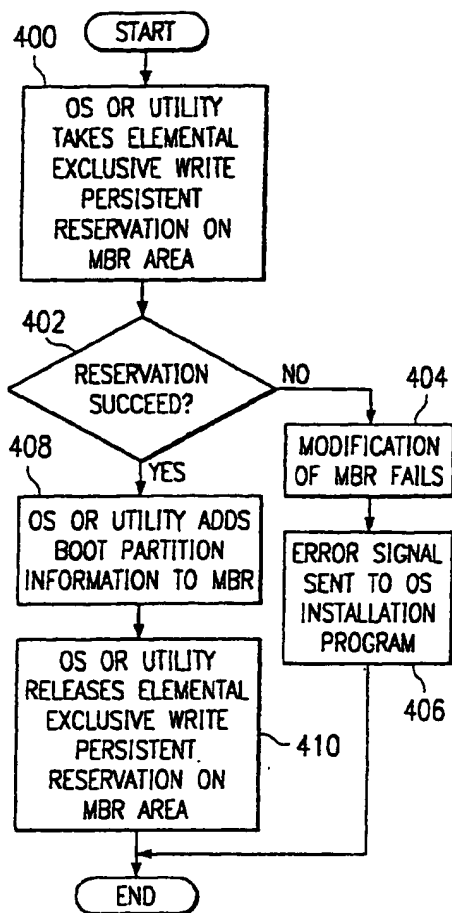 START
400
OS OR UTILITY
TAKES ELEMENTAL
EXCLUSIVE WRITE
PERSISTENT
RESERVATION ON
MBR AREA
402
RESERVATION
SUCCEED?
NO
404
MODIFICATION
OF MBR FAILS
408
YES
OS OR UTILITY ADDS
BOOT PARTITION
INFORMATION TO MBR
ERROR SIGNAL
SENT TO OS
INSTALLATION
PROGRAM
406
OS OR UTILITY
RELEASES ELEMENTAL
EXCLUSIVE WRITE
PERSISTENT
RESERVATION ON
MBR AREA
410
END